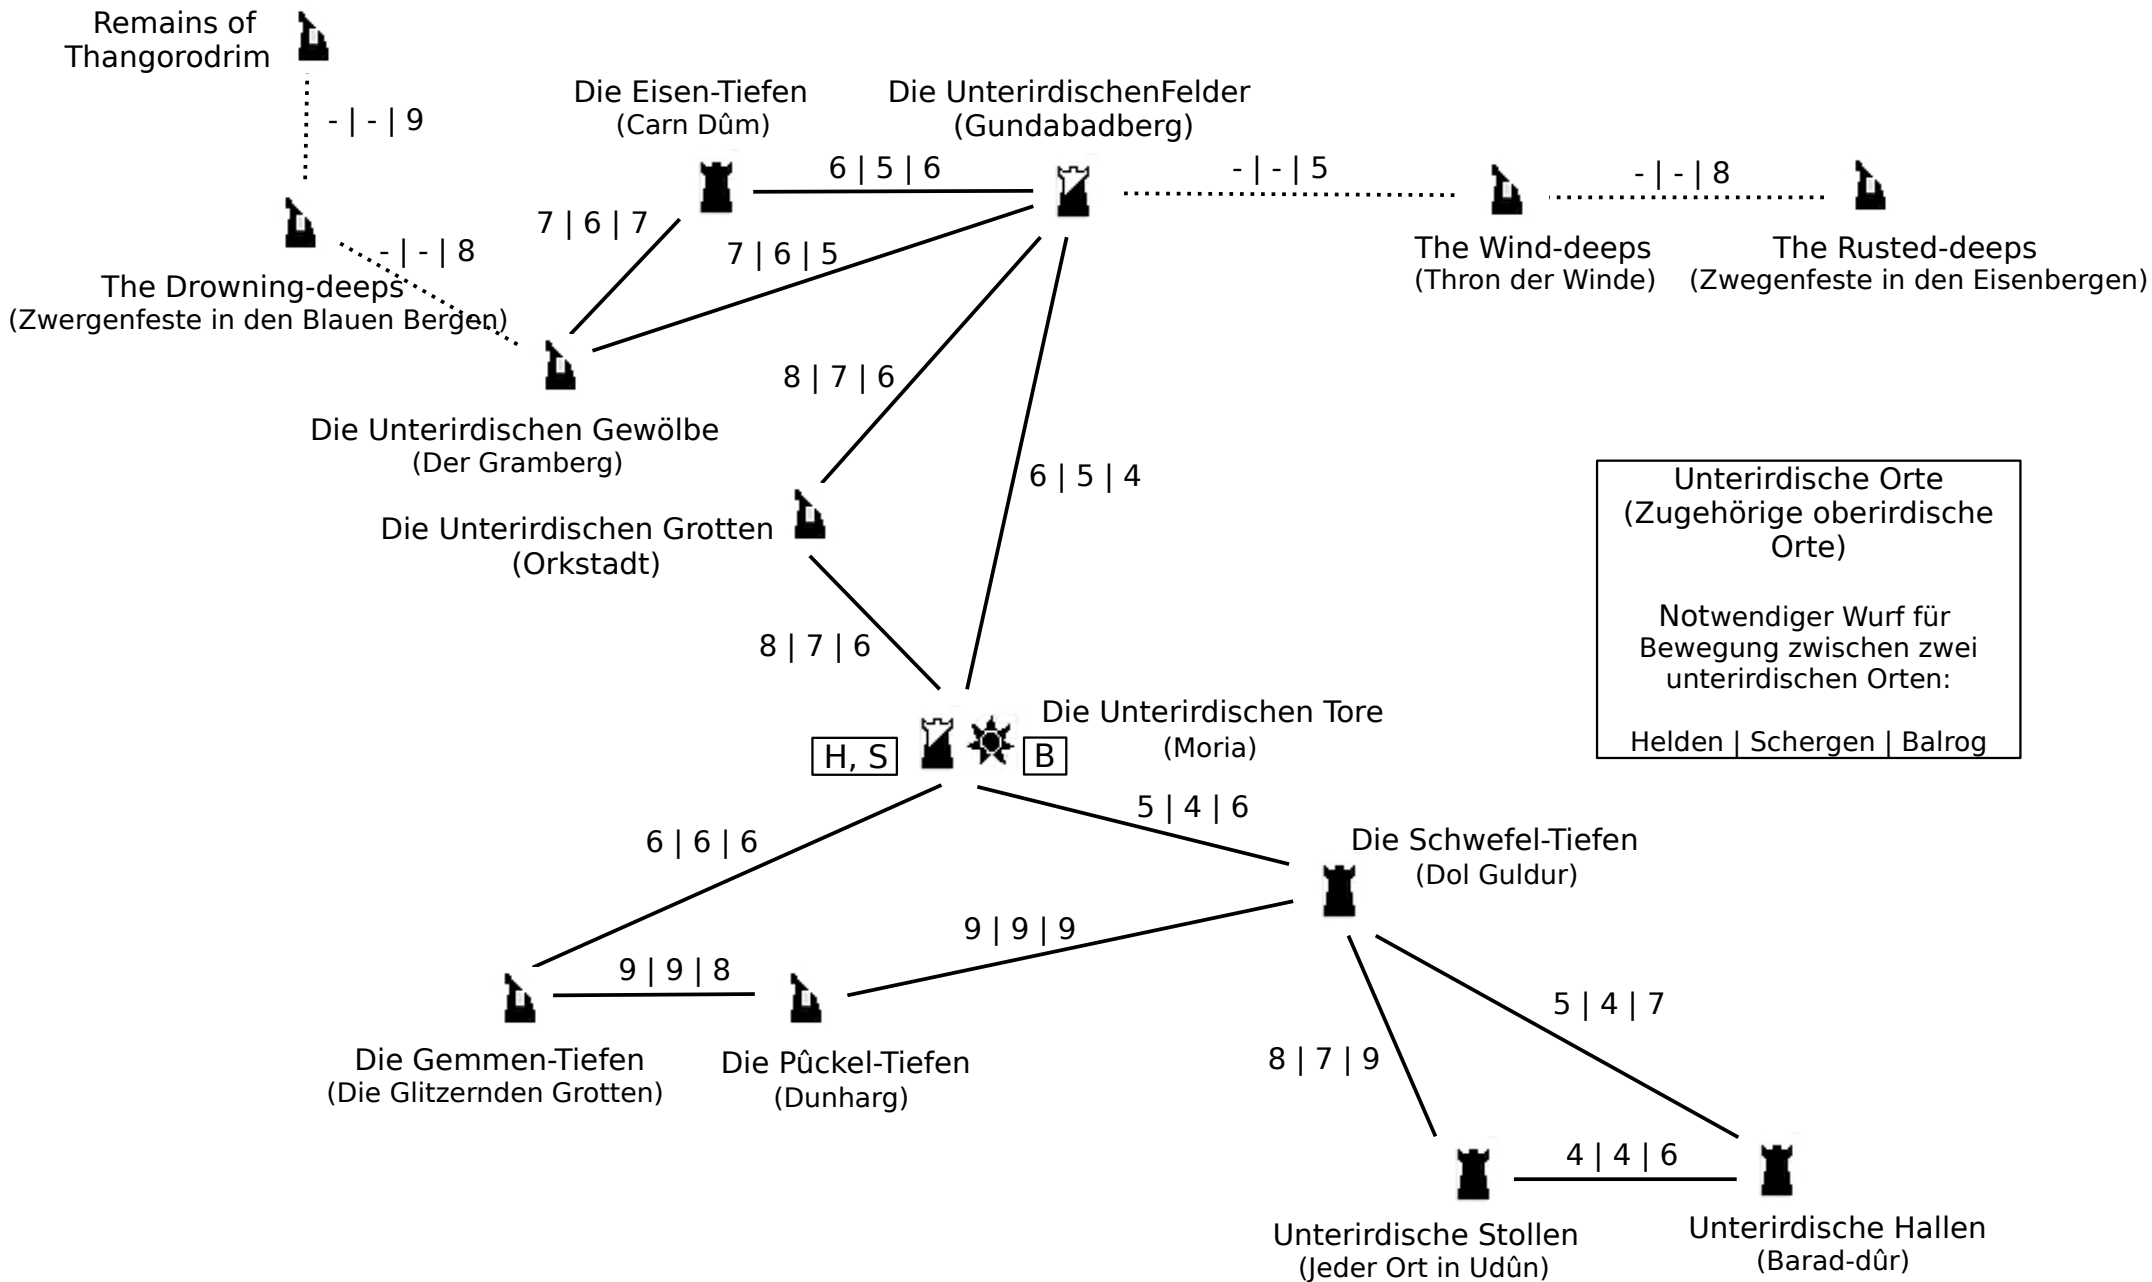 Remains of
Thangorodrim
- | - | 9
Die Eisen-Tiefen
(Carn Dûm)
Die UnterirdischenFelder
(Gundabadberg)
6 | 5 | 6
- | - | 5
- | - | 8
7 | 6 | 7
7 | 6 | 5
- | - | 8
The Drowning-deeps
(Zwergenfeste in den Blauen Bergen)
The Wind-deeps
(Thron der Winde)
The Rusted-deeps
(Zwegenfeste in den Eisenbergen)
8 | 7 | 6
Die Unterirdischen Gewölbe
(Der Gramberg)
6 | 5 | 4
Die Unterirdischen Grotten
(Orkstadt)
Unterirdische Orte
(Zugehörige oberirdische
Orte)
Notwendiger Wurf für
Bewegung zwischen zwei
unterirdischen Orten:
Helden | Schergen | Balrog
8 | 7 | 6
Die Unterirdischen Tore
(Moria)
H, S
B
5 | 4 | 6
6 | 6 | 6
Die Schwefel-Tiefen
(Dol Guldur)
9 | 9 | 9
9 | 9 | 8
5 | 4 | 7
8 | 7 | 9
Die Gemmen-Tiefen
(Die Glitzernden Grotten)
Die Pûckel-Tiefen
(Dunharg)
4 | 4 | 6
Unterirdische Stollen
(Jeder Ort in Udûn)
Unterirdische Hallen
(Barad-dûr)